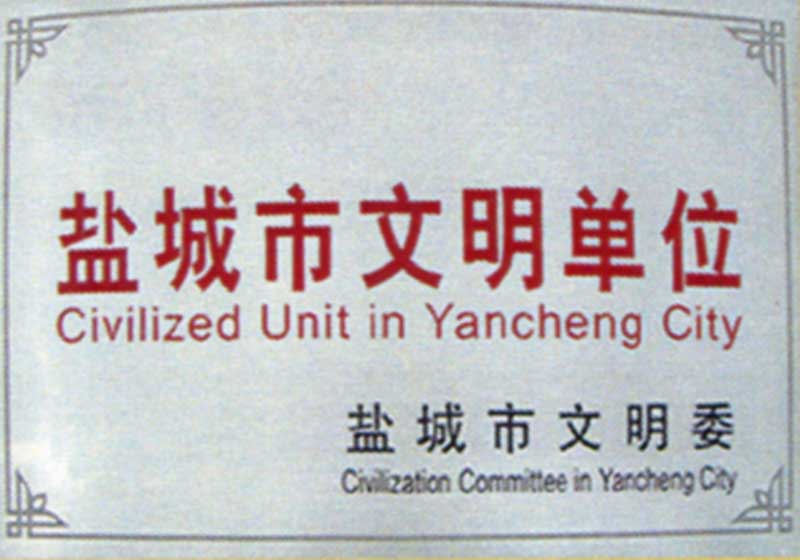 盐城市文明单位
Civilized Unit in Yancheng City
盐城市文明委
Civilization Committee in Yancheng City